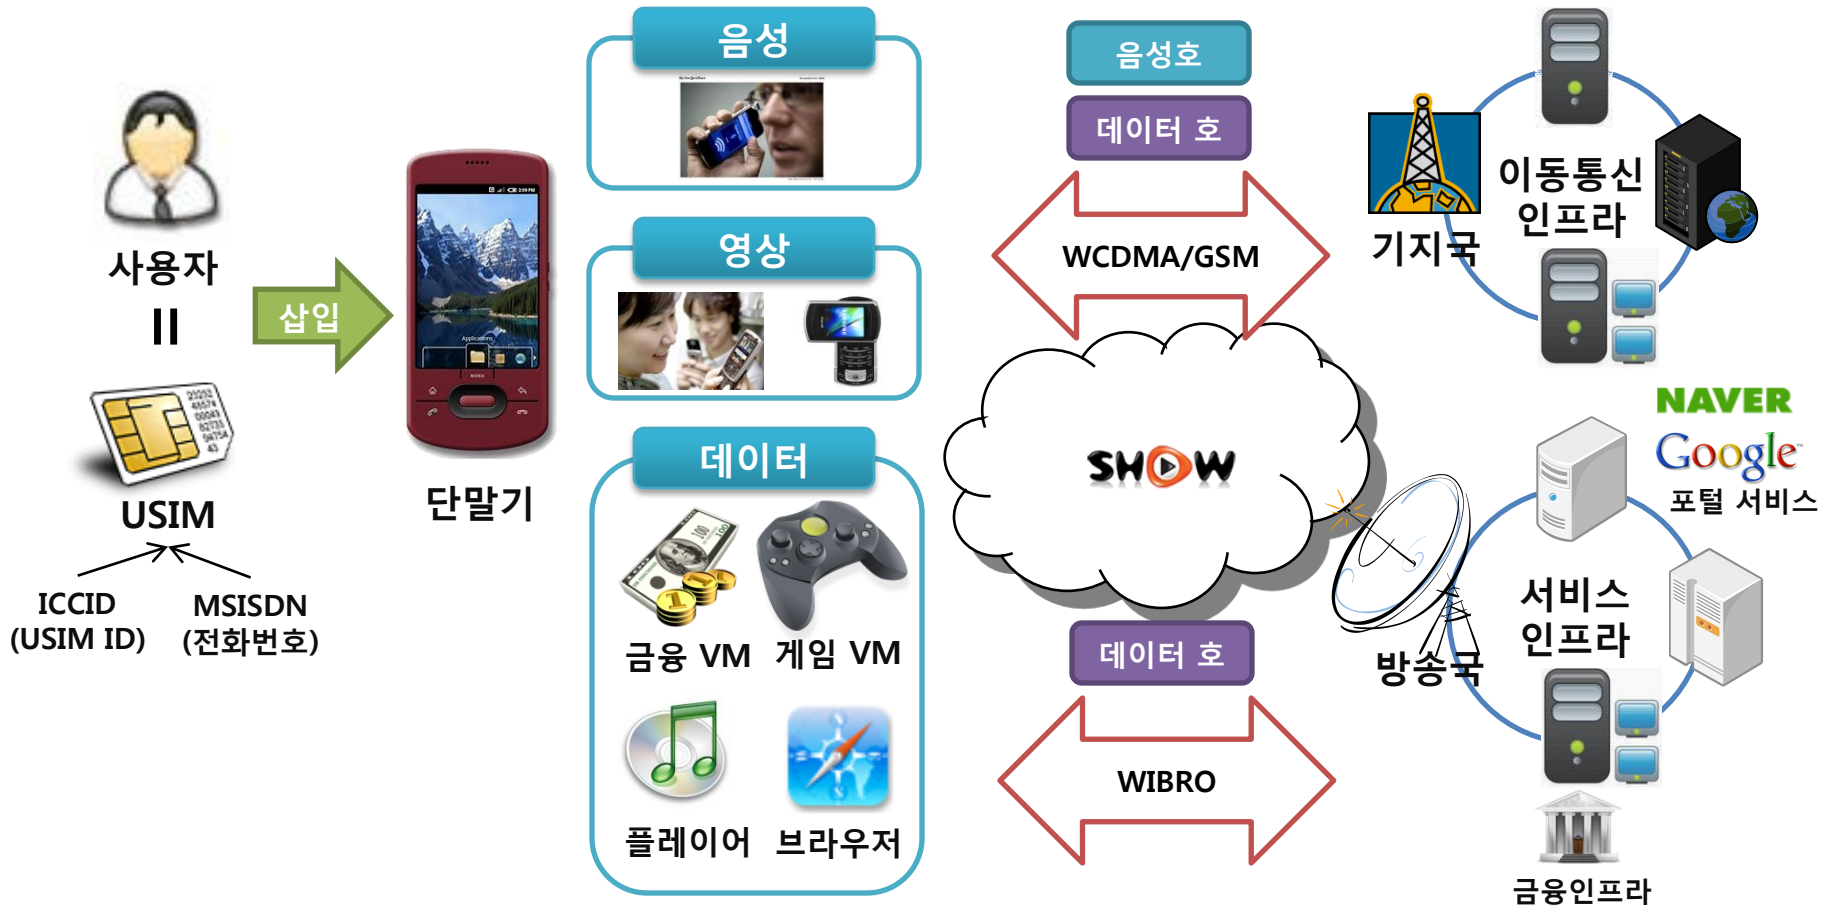 사용자
USIM
ICCID
(USIM ID)
MSISDN
(전화번호)
삽입
Applications
MENU
단말기
음성
영상
데이터
금융 VM
게임 VM
플레이어
브라우저
음성호
데이터 호
WCDMA/GSM
SHOW
데이터 호
WIBRO
이동통신
인프라
기지국
NAVER
Google
포털 서비스
서비스
인프라
방송국
금융인프라